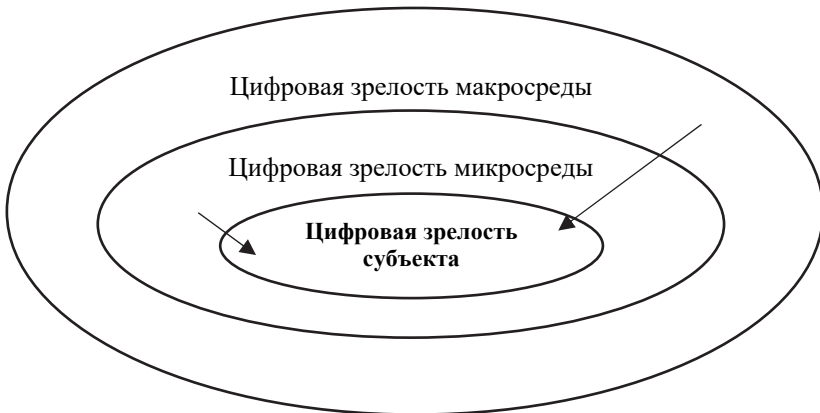 Цифровая зрелость макросреды
Цифровая зрелость микросреды
Цифровая зрелость
субъекта